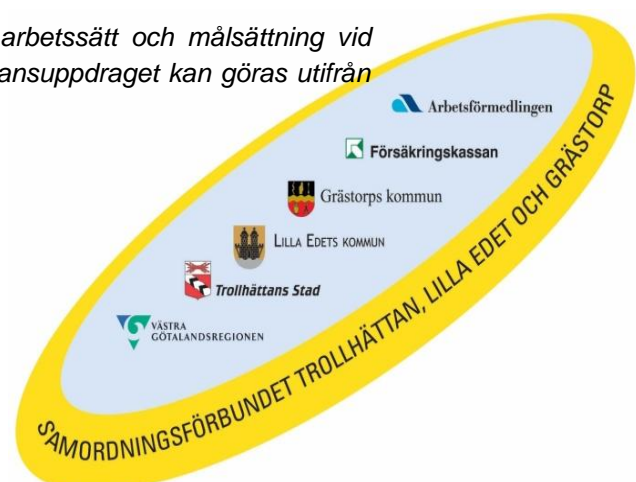 arbetssätt och målsättning vid
ansuppdraget kan göras utifrån
Arbetsförmedlingen
Försäkringskassan
Grästorps kommun
LILLA EDETS KOMMUN
Trollhättans Stad
VÄSTRA
GÖTALANDSREGIONEN
SAMORDNINGSFÖRBUNDET TROLLHÄTTAN, LILLA EDET OCH GRÄSTORP